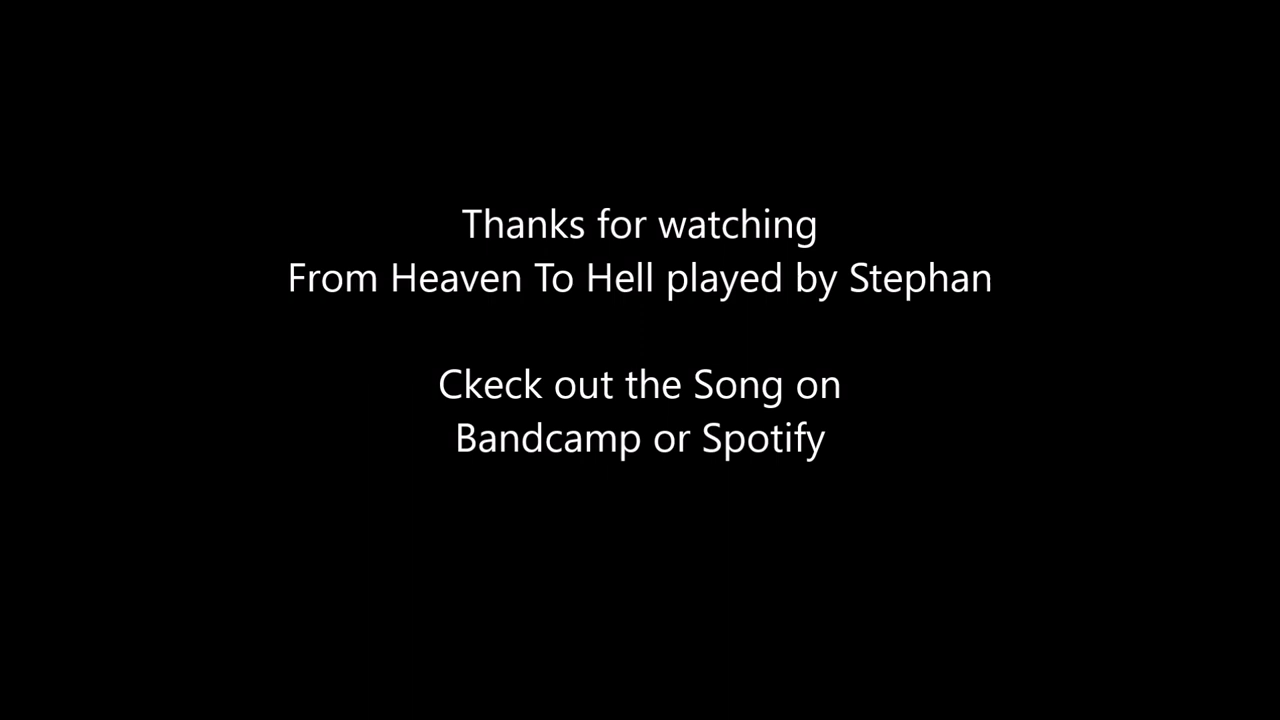 Thanks for watching
From Heaven To Hell played by Stephan
Ckeck out the Song on
Bandcamp or Spotify